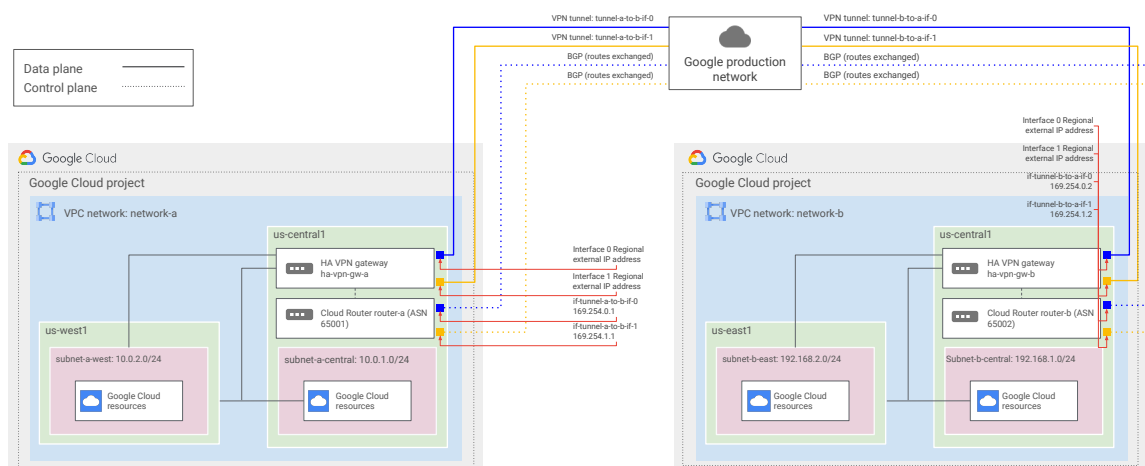 VPN tunnel: tunnel-a-to-b-if-0
VPN tunnel: tunnel-a-to-b-if-1
BGP (routes exchanged)
BGP (routes exchanged)
Google production
network
VPN tunnel: tunnel-b-to-a-if-0
VPN tunnel: tunnel-b-to-a-if-1
BGP (routes exchanged)
BGP (routes exchanged)
Data plane
Control plane
Google Cloud
Google Cloud project
VPC network: network-a
us-central1
HA VPN gateway
ha-vpn-gw-a
Cloud Router router-a (ASN
65001)
us-west1
subnet-a-west: 10.0.2.0/24
Google Cloud
resources
subnet-a-central: 10.0.1.0/24
Google Cloud
resources
Interface 0 Regional
external IP address
Interface 1 Regional
external IP address
if-tunnel-a-to-b-if-0
169.254.0.1
if-tunnel-a-to-b-if-1
169.254.1.1
Interface 0 Regional
external IP address
Interface 1 Regional
external IP address
if-tunnel-b-to-a-if-0
169.254.0.2
if-tunnel-b-to-a-if-1
169.254.1.2
Google Cloud
Google Cloud project
VPC network: network-b
us-central1
HA VPN gateway
ha-vpn-gw-b
Cloud Router router-b (ASN
65002)
us-east1
subnet-b-east: 192.168.2.0/24
Google Cloud
resources
Subnet-b-central: 192.168.1.0/24
Google Cloud
resources